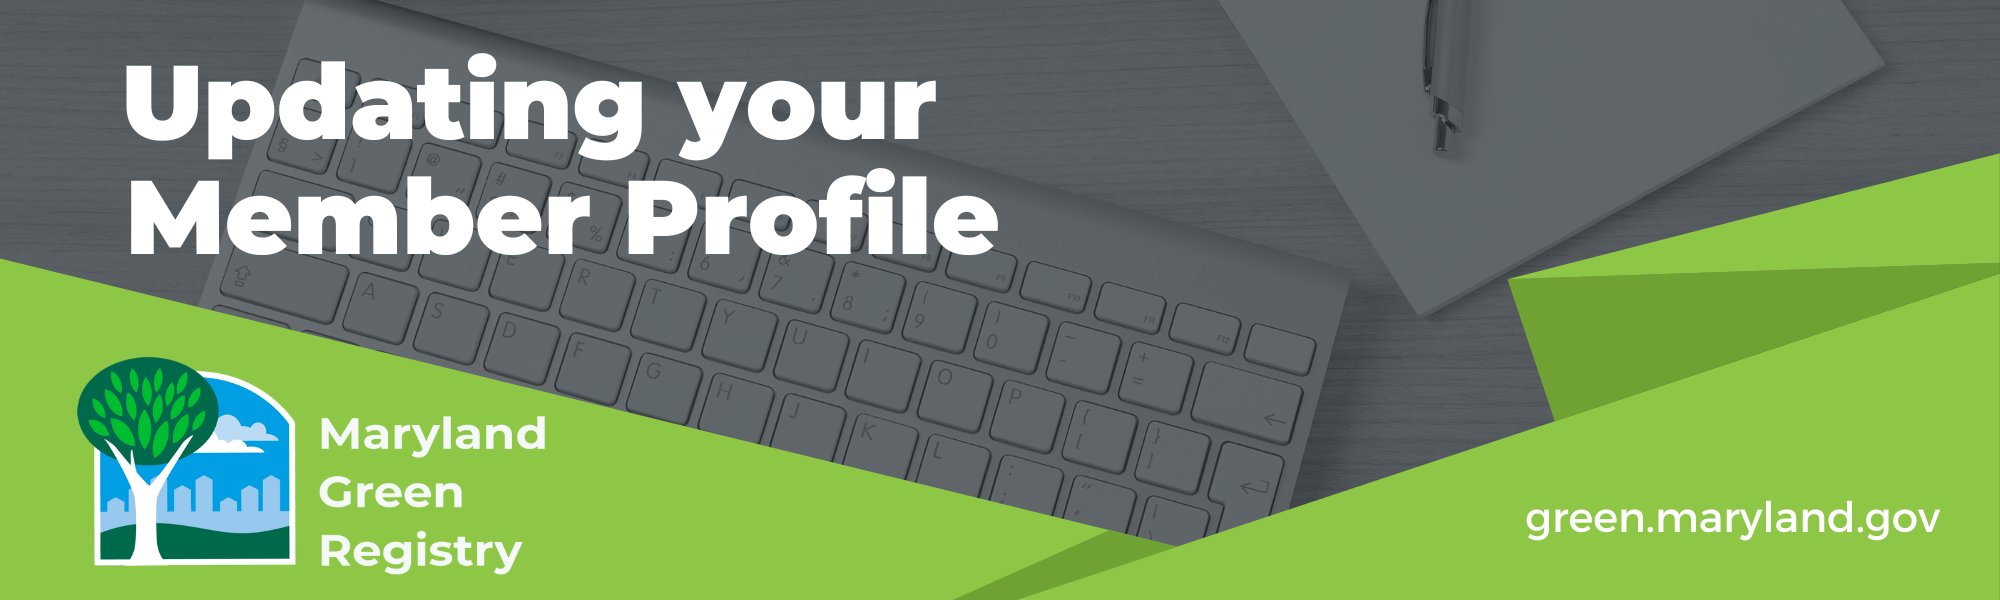 Updating your
Member Profile
Maryland
Green
Registry
green.maryland.gov